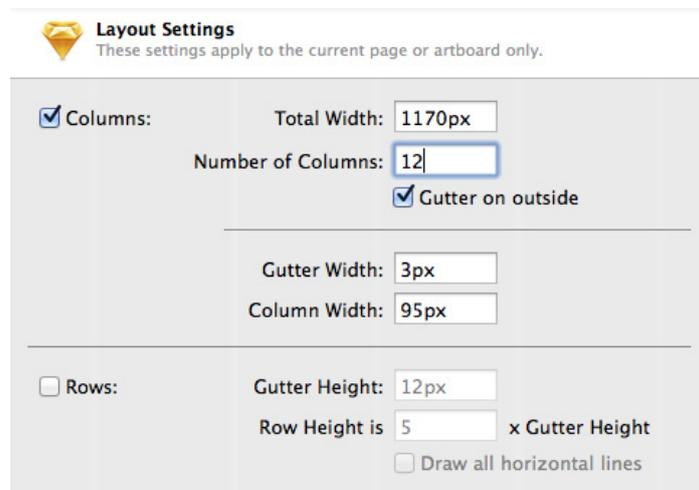 Layout Settings
These settings apply to the current page or artboard only.
Columns: Total Width: 1170px
Number of Columns: 12
Gutter on outside
Gutter Width: 3px
Column Width: 95px
Rows: Gutter Height: 12px
Row Height is 5 x Gutter Height
Draw all horizontal lines